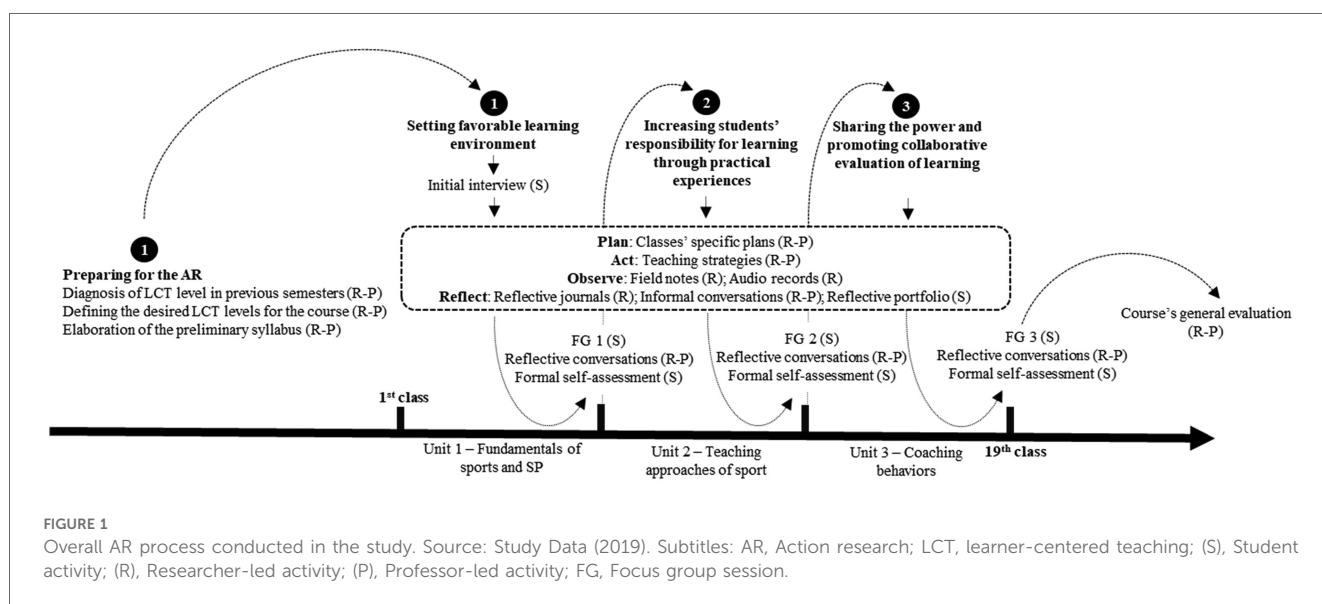 1
Setting favorable learning
environment
Initial interview (S)
2
Increasing students'
responsibility for learning
through practical
experiences
3
Sharing the power and
promoting collaborative
evaluation of learning
1
Preparing for the AR
Diagnosis of LCT level in previous semesters (R-P)
Defining the desired LCT levels for the course (R-P)
Elaboration of the preliminary syllabus (R-P)
Plan: Classes' specific plans (R-P)
Act: Teaching strategies (R-P)
Observe: Field notes (R); Audio records (R)
Reflect: Reflective journals (R); Informal conversations (R-P); Reflective portfolio (S)
FG 1 (S)
Reflective conversations (R-P)
Formal self-assessment (S)
FG 2 (S)
Reflective conversations (R-P)
Formal self-assessment (S)
FG 3 (S)
Reflective conversations (R-P)
Formal self-assessment (S)
Course's general evaluation
(R-P)
1st class
Unit 1 – Fundamentals of
sports and SP
Unit 2 – Teaching
approaches of sport
Unit 3 – Coaching
behaviors
19th class
FIGURE 1
Overall AR process conducted in the study. Source: Study Data (2019). Subtitles: AR, Action research; LCT, learner-centered teaching; (S), Student
activity; (R), Researcher-led activity; (P), Professor-led activity; FG, Focus group session.